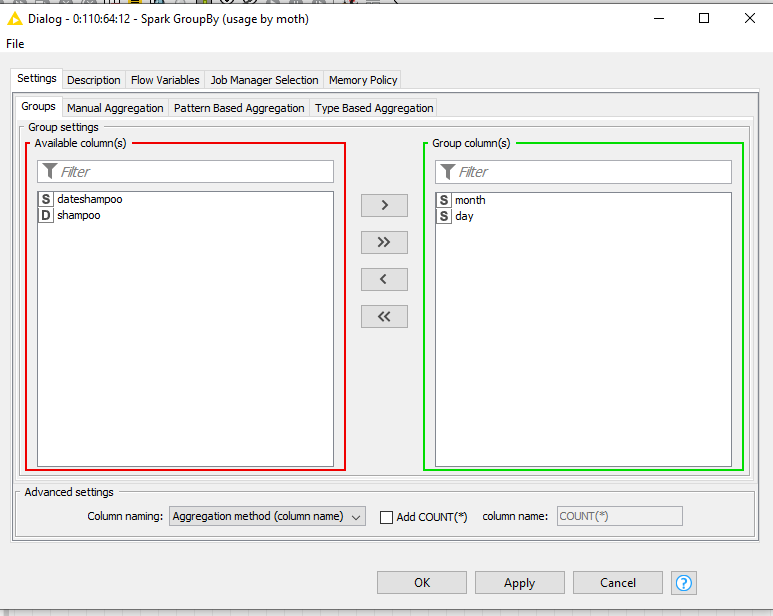 Dialog - 0:110:64:12 - Spark GroupBy (usage by moth)
File
Settings Description Flow Variables Job Manager Selection Memory Policy
Groups Manual Aggregation Pattern Based Aggregation Type Based Aggregation
Group settings
Available column(s) Group column(s)
Filter Filter
S dateshampoo S month
D shampoo S day
>
>>
<
<<
Advanced settings
Column naming: Aggregation method (column name) Add COUNT(*) column name: COUNT(*)
OK Apply Cancel ?